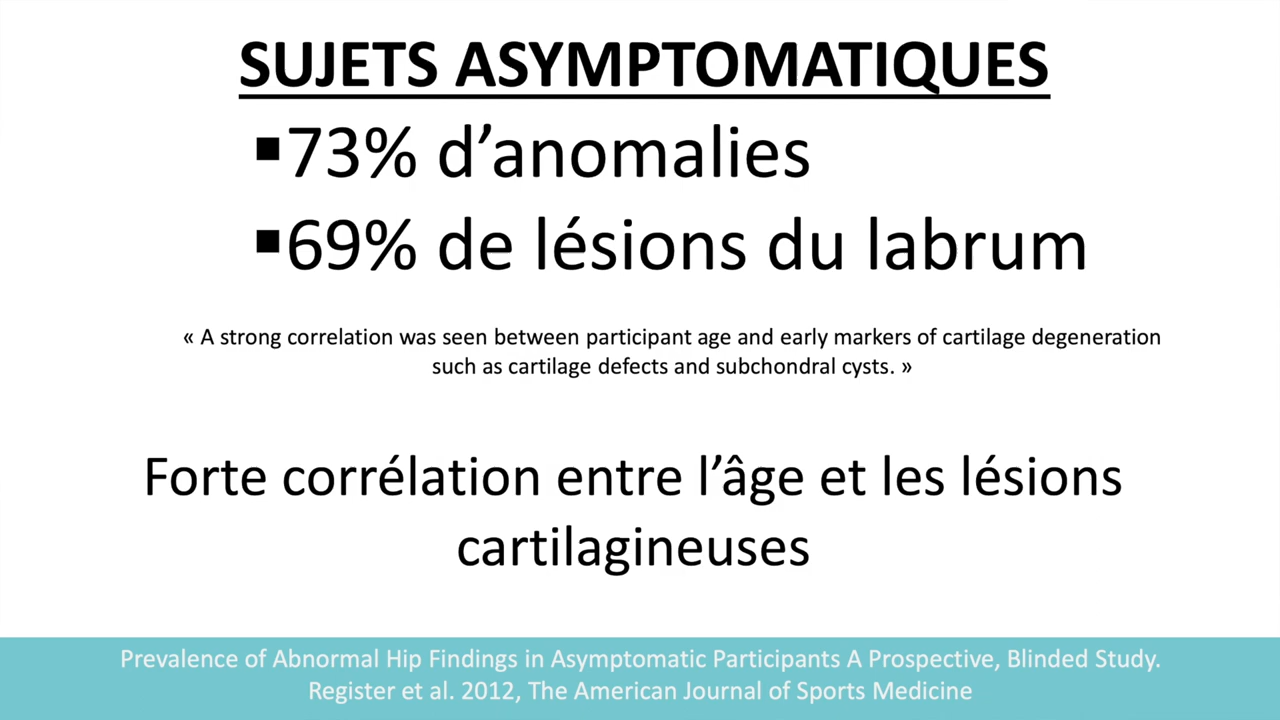 SUJETS ASYMPTOMATIQUES
▪73% d’anomalies
▪69% de lésions du labrum
« A strong correlation was seen between participant age and early markers of cartilage degeneration
such as cartilage defects and subchondral cysts. »
Forte corrélation entre l’âge et les lésions
cartilagineuses
Prevalence of Abnormal Hip Findings in Asymptomatic Participants A Prospective, Blinded Study.
Register et al. 2012, The American Journal of Sports Medicine